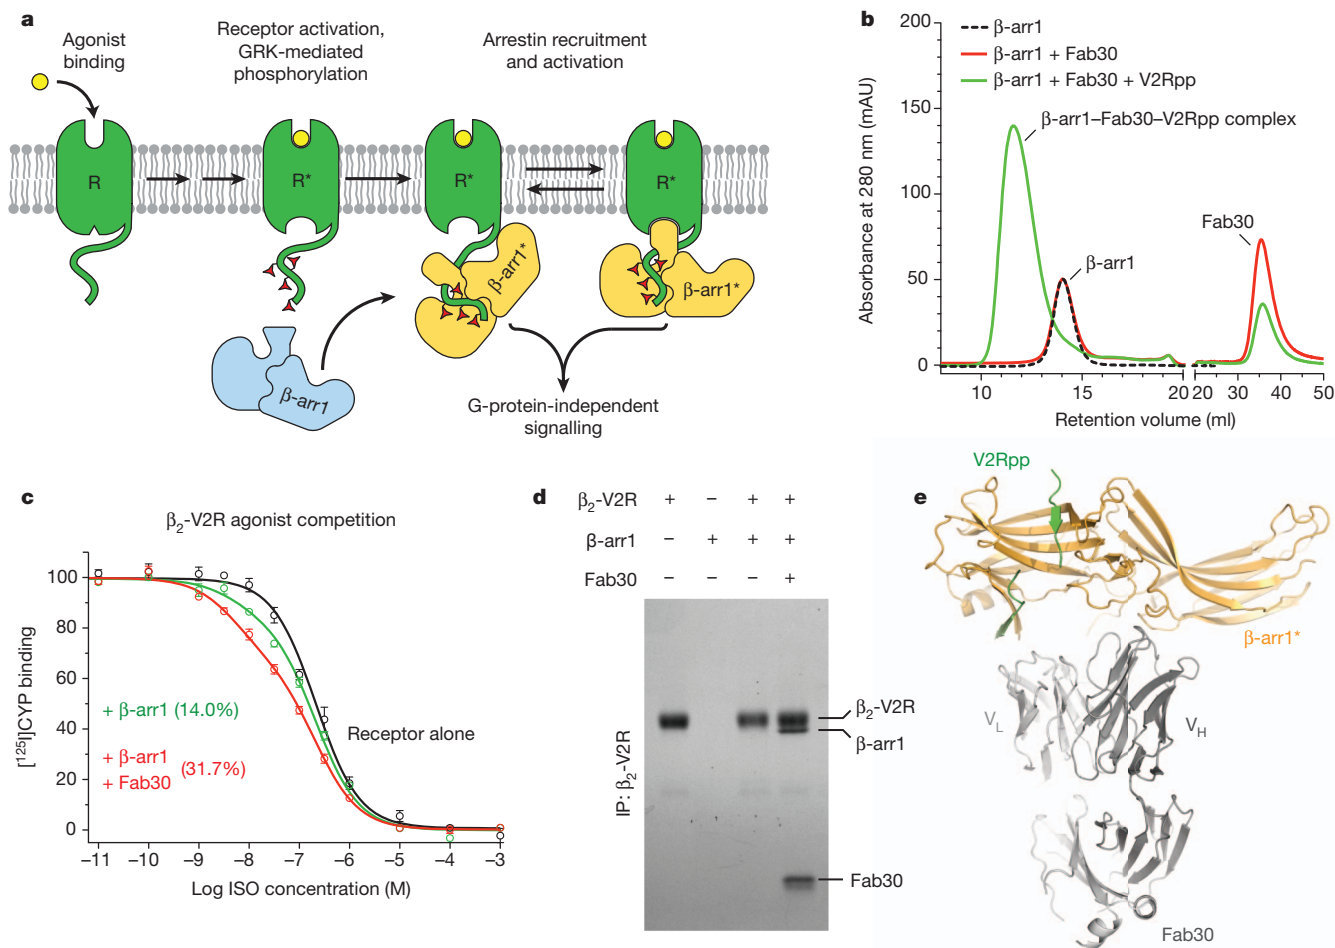 a
Agonist
binding
Receptor activation,
GRK-mediated
phosphorylation
Arrestin recruitment
and activation
R
R*
R*
R*
β-arr1
β-arr1*
β-arr1*
G-protein-independent
signalling
b
Absorbance at 280 nm (mAU)
200
150
100
50
0
β-arr1
β-arr1 + Fab30
β-arr1 + Fab30 + V2Rpp
β-arr1–Fab30–V2Rpp complex
β-arr1
Fab30
10 15 20 20 30 40 50
Retention volume (ml)
c
β₂-V2R agonist competition
[¹²⁵I]CYP binding
100
80
60
40
20
0
+ β-arr1 (14.0%)
+ β-arr1
+ Fab30
(31.7%)
Receptor alone
−11 −10 −9 −8 −7 −6 −5 −4 −3
Log ISO concentration (M)
d
β₂-V2R + − + +
β-arr1 − + + +
Fab30 − − − +
IP: β₂-V2R
β₂-V2R
β-arr1
Fab30
e
V2Rpp
β-arr1*
V_L
V_H
Fab30